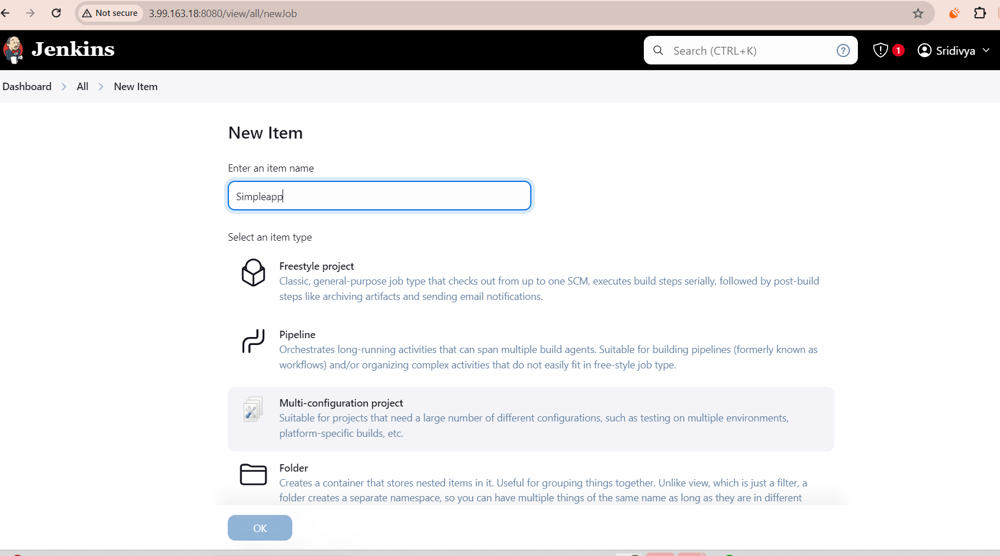 Not secure 3.99.163.18:8080/view/all/newJob
Jenkins
Search (CTRL+K)
?
1
Sridivya
Dashboard
All
New Item
New Item
Enter an item name
Simpleapp
Select an item type
Freestyle project
Classic, general-purpose job type that checks out from up to one SCM, executes build steps serially, followed by post-build
steps like archiving artifacts and sending email notifications.
Pipeline
Orchestrates long-running activities that can span multiple build agents. Suitable for building pipelines (formerly known as
workflows) and/or organizing complex activities that do not easily fit in free-style job type.
Multi-configuration project
Suitable for projects that need a large number of different configurations, such as testing on multiple environments,
platform-specific builds, etc.
Folder
Creates a container that stores nested items in it. Useful for grouping things together. Unlike view, which is just a filter, a
folder creates a separate namespace, so you can have multiple things of the same name as long as they are in different
OK